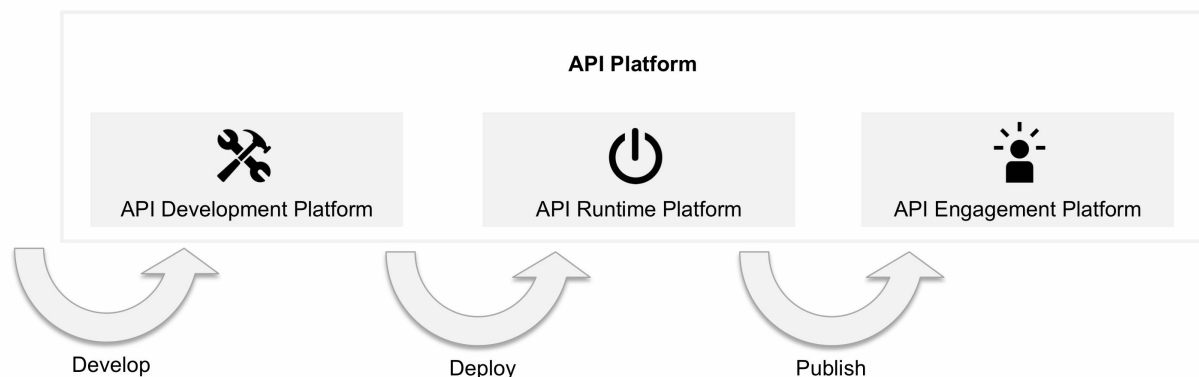 API Platform
API Development Platform
API Runtime Platform
API Engagement Platform
Develop
Deploy
Publish